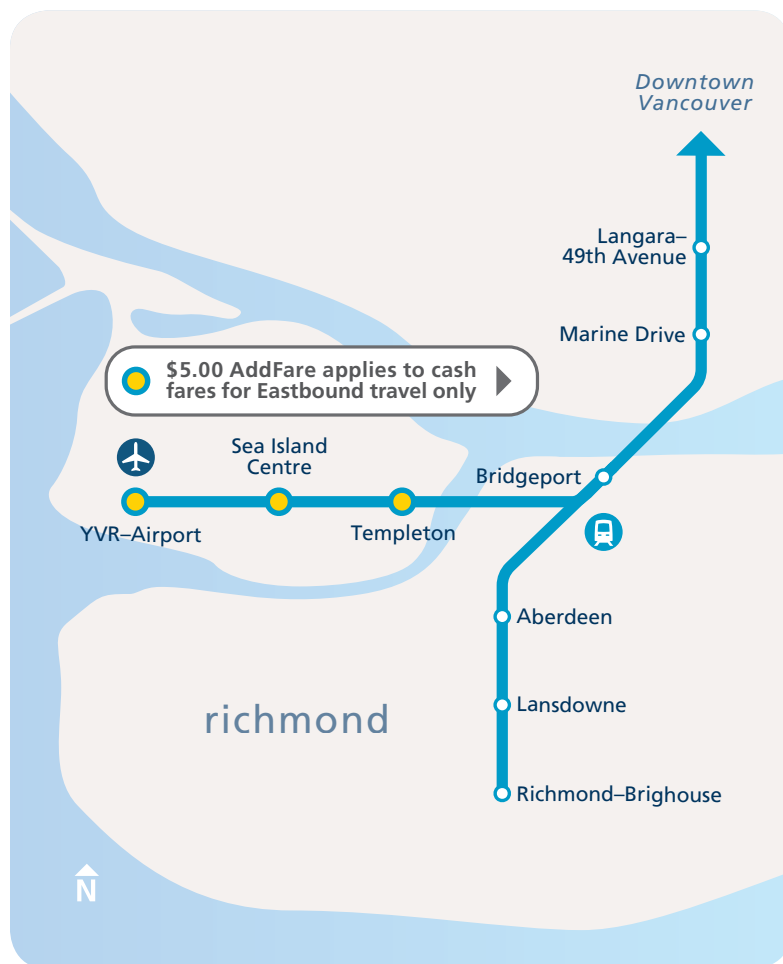 Downtown
Vancouver
Langara–
49th Avenue
Marine Drive
$5.00 AddFare applies to cash
fares for Eastbound travel only
Sea Island
Centre
Bridgeport
YVR–Airport
Templeton
Aberdeen
richmond
Lansdowne
Richmond–Brighouse
N